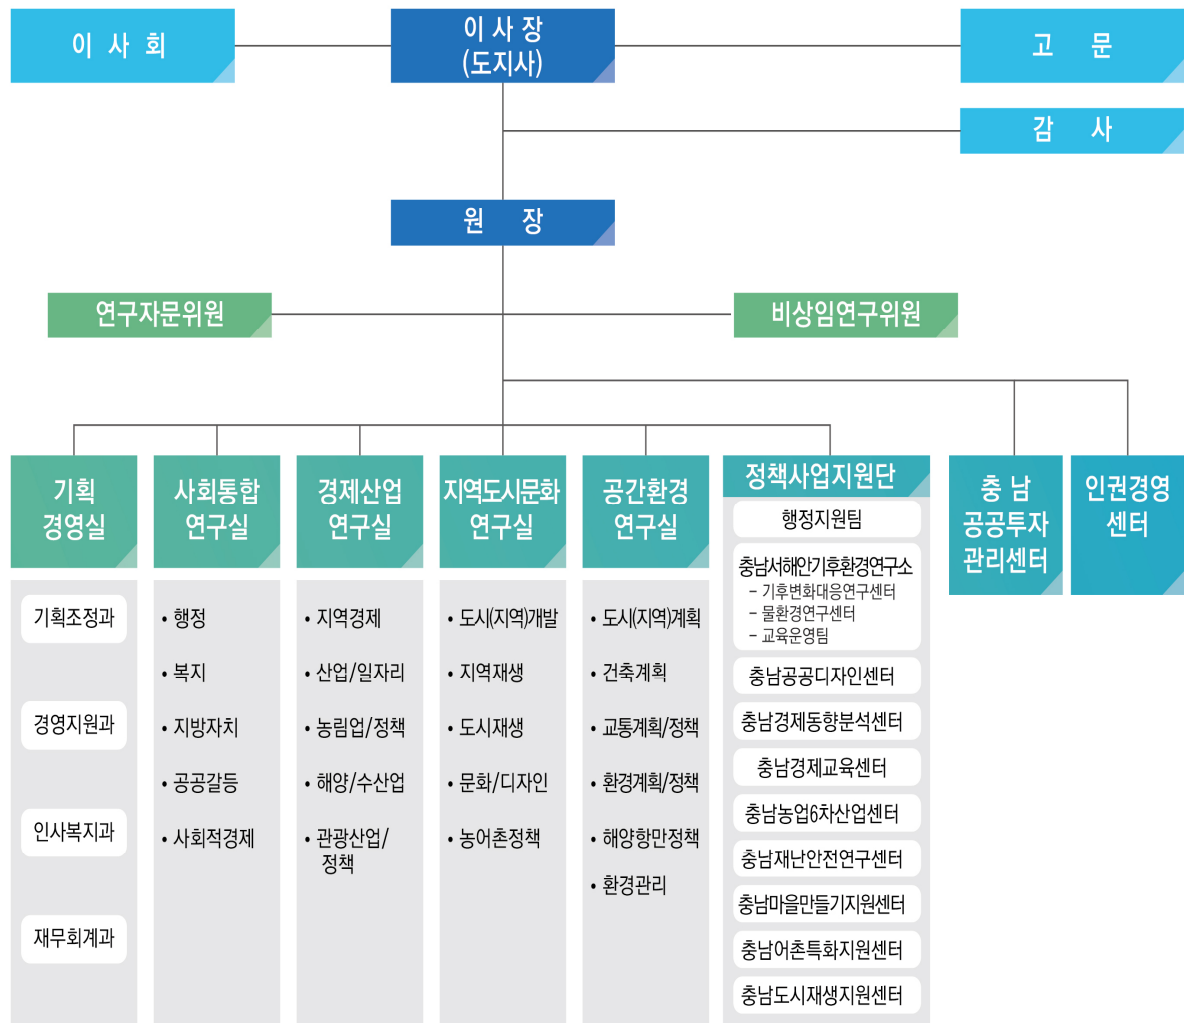 이 사 회
이 사 장
(도지사)
고 문
감 사
원 장
연구자문위원
비상임연구위원
기획
경영실
기획조정과
경영지원과
인사복지과
재무회계과
사회통합
연구실
• 행정
• 복지
• 지방자치
• 공공갈등
• 사회적경제
경제산업
연구실
• 지역경제
• 산업/일자리
• 농림업/정책
• 해양/수산업
• 관광산업/
정책
지역도시문화
연구실
• 도시(지역)개발
• 지역재생
• 도시재생
• 문화/디자인
• 농어촌정책
공간환경
연구실
• 도시(지역)계획
• 건축계획
• 교통계획/정책
• 환경계획/정책
• 해양항만정책
• 환경관리
정책사업지원단
행정지원팀
충남서해안기후환경연구소
- 기후변화대응연구센터
- 물환경연구센터
- 교육운영팀
충남공공디자인센터
충남경제동향분석센터
충남경제교육센터
충남농업6차산업센터
충남재난안전연구센터
충남마을만들기지원센터
충남어촌특화지원센터
충남도시재생지원센터
충 남
공공투자
관리센터
인권경영
센터